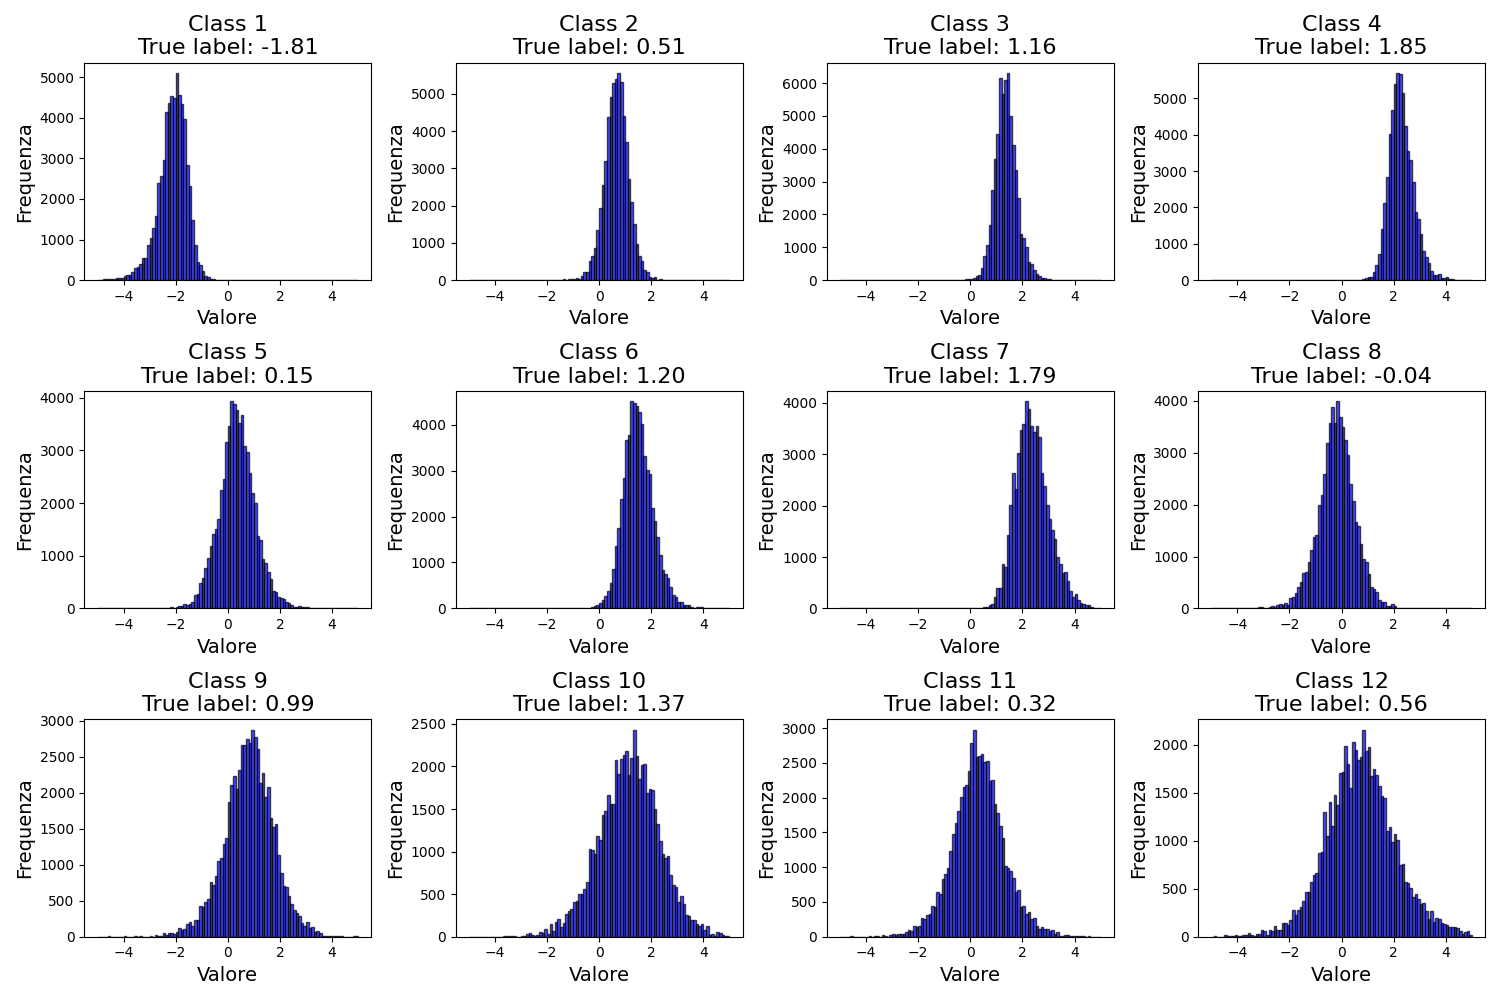 Class 1
True label: -1.81
Class 2
True label: 0.51
Class 3
True label: 1.16
Class 4
True label: 1.85
Frequenza
5000
4000
3000
2000
1000
0
−4 −2 0 2 4
Valore
Frequenza
5000
4000
3000
2000
1000
0
−4 −2 0 2 4
Valore
Frequenza
6000
5000
4000
3000
2000
1000
0
−4 −2 0 2 4
Valore
Frequenza
5000
4000
3000
2000
1000
0
−4 −2 0 2 4
Valore
Class 5
True label: 0.15
Class 6
True label: 1.20
Class 7
True label: 1.79
Class 8
True label: -0.04
Frequenza
4000
3000
2000
1000
0
−4 −2 0 2 4
Valore
Frequenza
4000
3000
2000
1000
0
−4 −2 0 2 4
Valore
Frequenza
4000
3000
2000
1000
0
−4 −2 0 2 4
Valore
Frequenza
4000
3000
2000
1000
0
−4 −2 0 2 4
Valore
Class 9
True label: 0.99
Class 10
True label: 1.37
Class 11
True label: 0.32
Class 12
True label: 0.56
Frequenza
3000
2500
2000
1500
1000
500
0
−4 −2 0 2 4
Valore
Frequenza
2500
2000
1500
1000
500
0
−4 −2 0 2 4
Valore
Frequenza
3000
2500
2000
1500
1000
500
0
−4 −2 0 2 4
Valore
Frequenza
2000
1500
1000
500
0
−4 −2 0 2 4
Valore